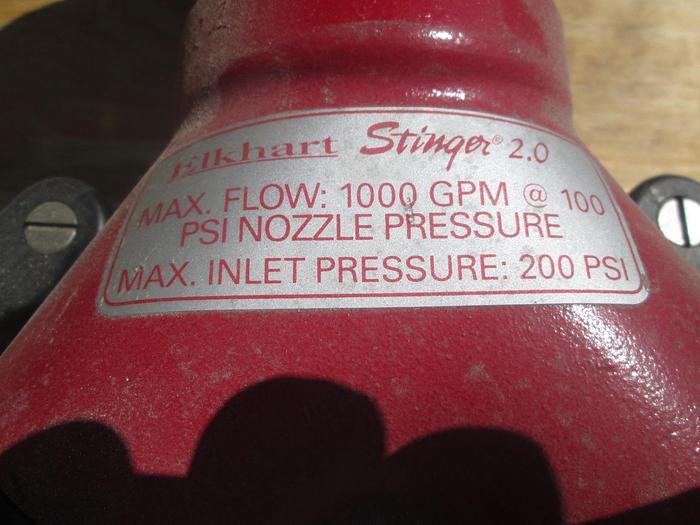 Elkhart Stinger® 2.0
MAX. FLOW: 1000 GPM @ 100
PSI NOZZLE PRESSURE
MAX. INLET PRESSURE: 200 PSI